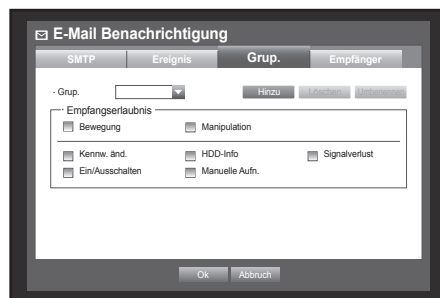 E-Mail Benachrichtigung
SMTP Ereignis Grup. Empfänger
· Grup. Hinzu Löschen Umbenennen
Empfangserlaubnis
Bewegung Manipulation
Kennw. änd. HDD-Info Signalverlust
Ein/Ausschalten Manuelle Aufn.
Ok Abbruch